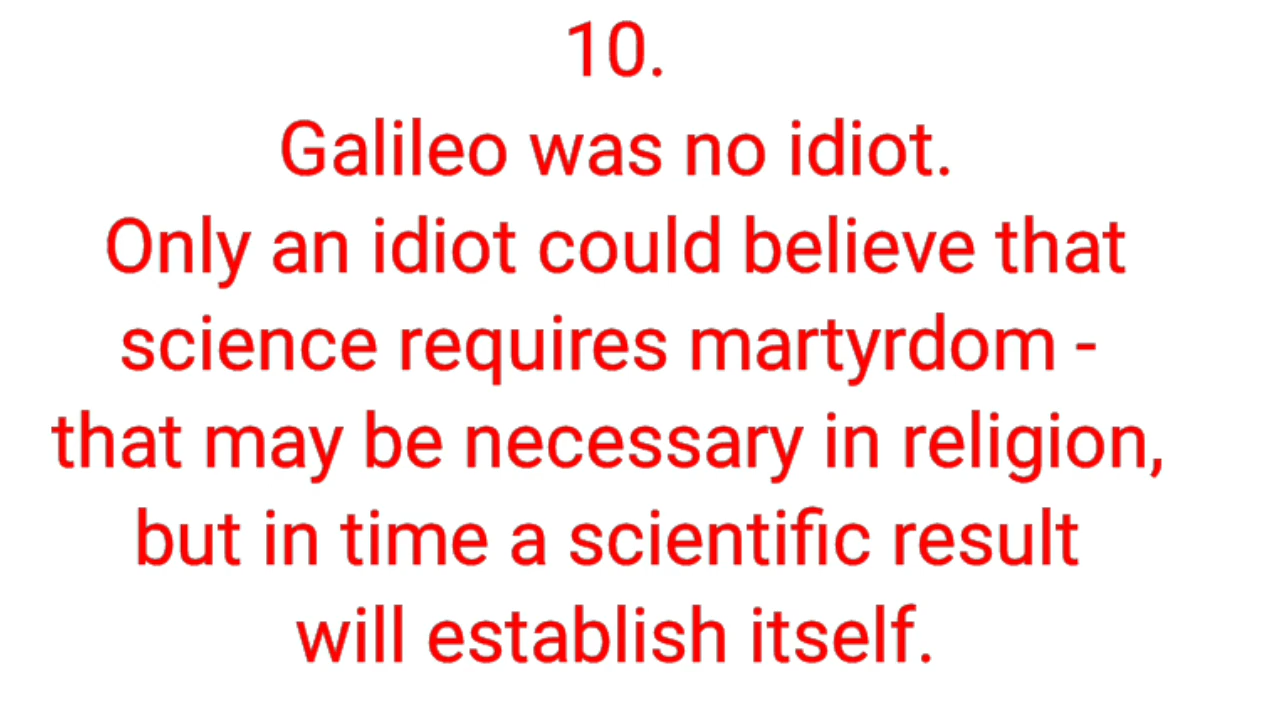 10.
Galileo was no idiot.
Only an idiot could believe that
science requires martyrdom -
that may be necessary in religion,
but in time a scientific result
will establish itself.